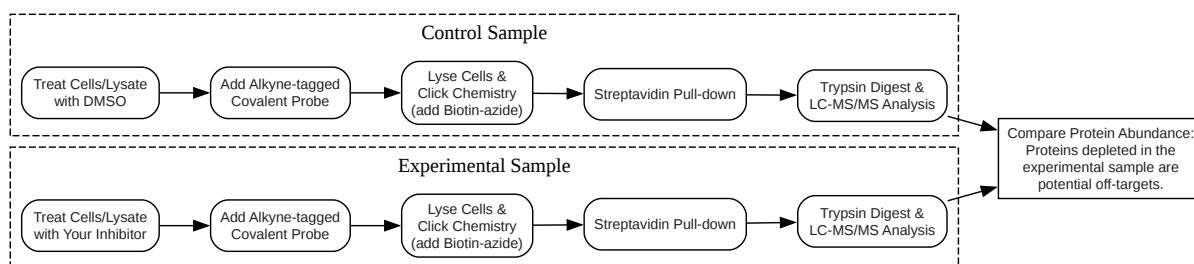 Control Sample
Treat Cells/Lysate
with DMSO
Add Alkyne-tagged
Covalent Probe
Lyse Cells &
Click Chemistry
(add Biotin-azide)
Streptavidin Pull-down
Trypsin Digest &
LC-MS/MS Analysis
Experimental Sample
Treat Cells/Lysate
with Your Inhibitor
Add Alkyne-tagged
Covalent Probe
Lyse Cells &
Click Chemistry
(add Biotin-azide)
Streptavidin Pull-down
Trypsin Digest &
LC-MS/MS Analysis
Compare Protein Abundance:
Proteins depleted in the
experimental sample are
potential off-targets.